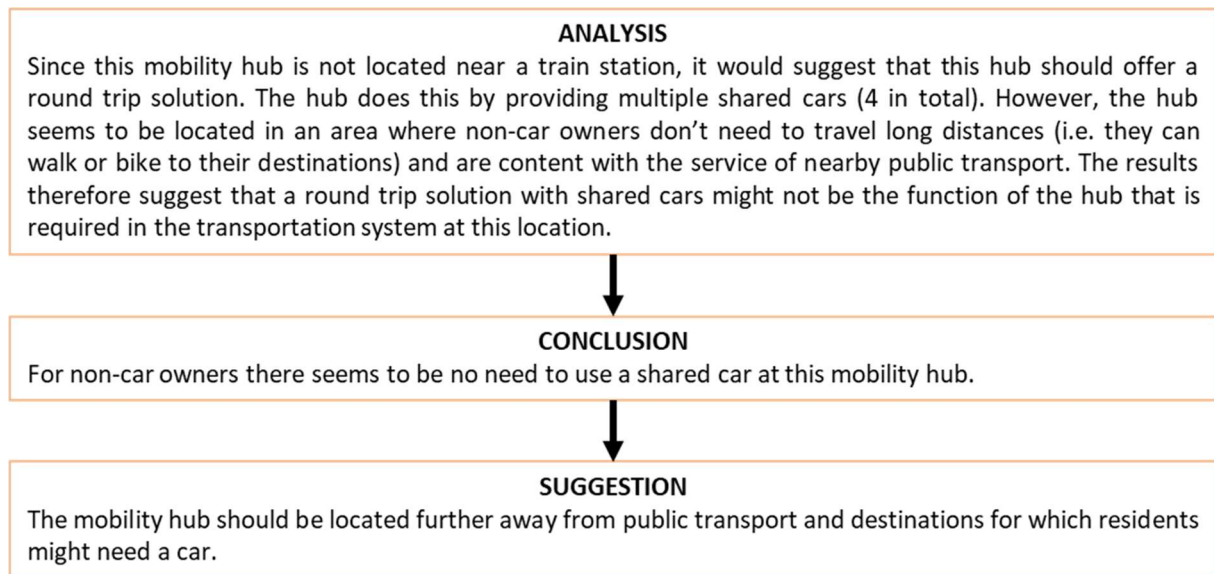 ANALYSIS
Since this mobility hub is not located near a train station, it would suggest that this hub should offer a
round trip solution. The hub does this by providing multiple shared cars (4 in total). However, the hub
seems to be located in an area where non-car owners don’t need to travel long distances (i.e. they can
walk or bike to their destinations) and are content with the service of nearby public transport. The results
therefore suggest that a round trip solution with shared cars might not be the function of the hub that is
required in the transportation system at this location.
CONCLUSION
For non-car owners there seems to be no need to use a shared car at this mobility hub.
SUGGESTION
The mobility hub should be located further away from public transport and destinations for which residents
might need a car.